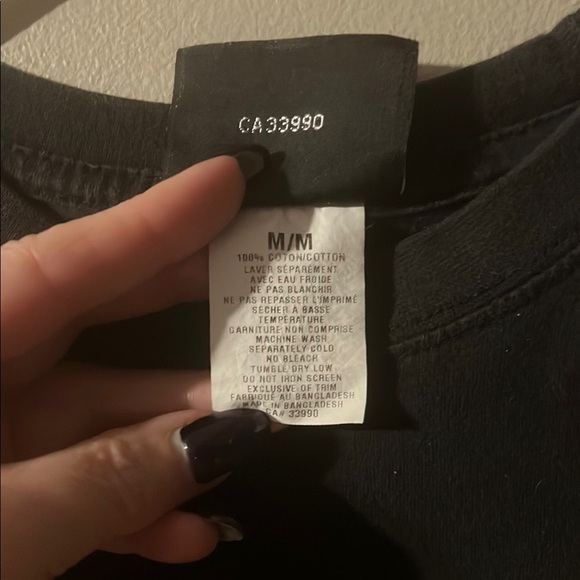 CA33990
M/M
100% COTON/COTTON
LAVER SÉPARÉMENT
AVEC EAU FROIDE
NE PAS BLANCHIR
NE PAS REPASSER L'IMPRIMÉ
SÉCHER À BASSE
TEMPÉRATURE
GARNITURE NON COMPRISE
MACHINE WASH
SEPARATELY COLD
NO BLEACH
TUMBLE DRY LOW
DO NOT IRON SCREEN
EXCLUSIVE OF TRIM
FABRIQUÉ AU BANGLADESH
MADE IN BANGLADESH
CA# 33990